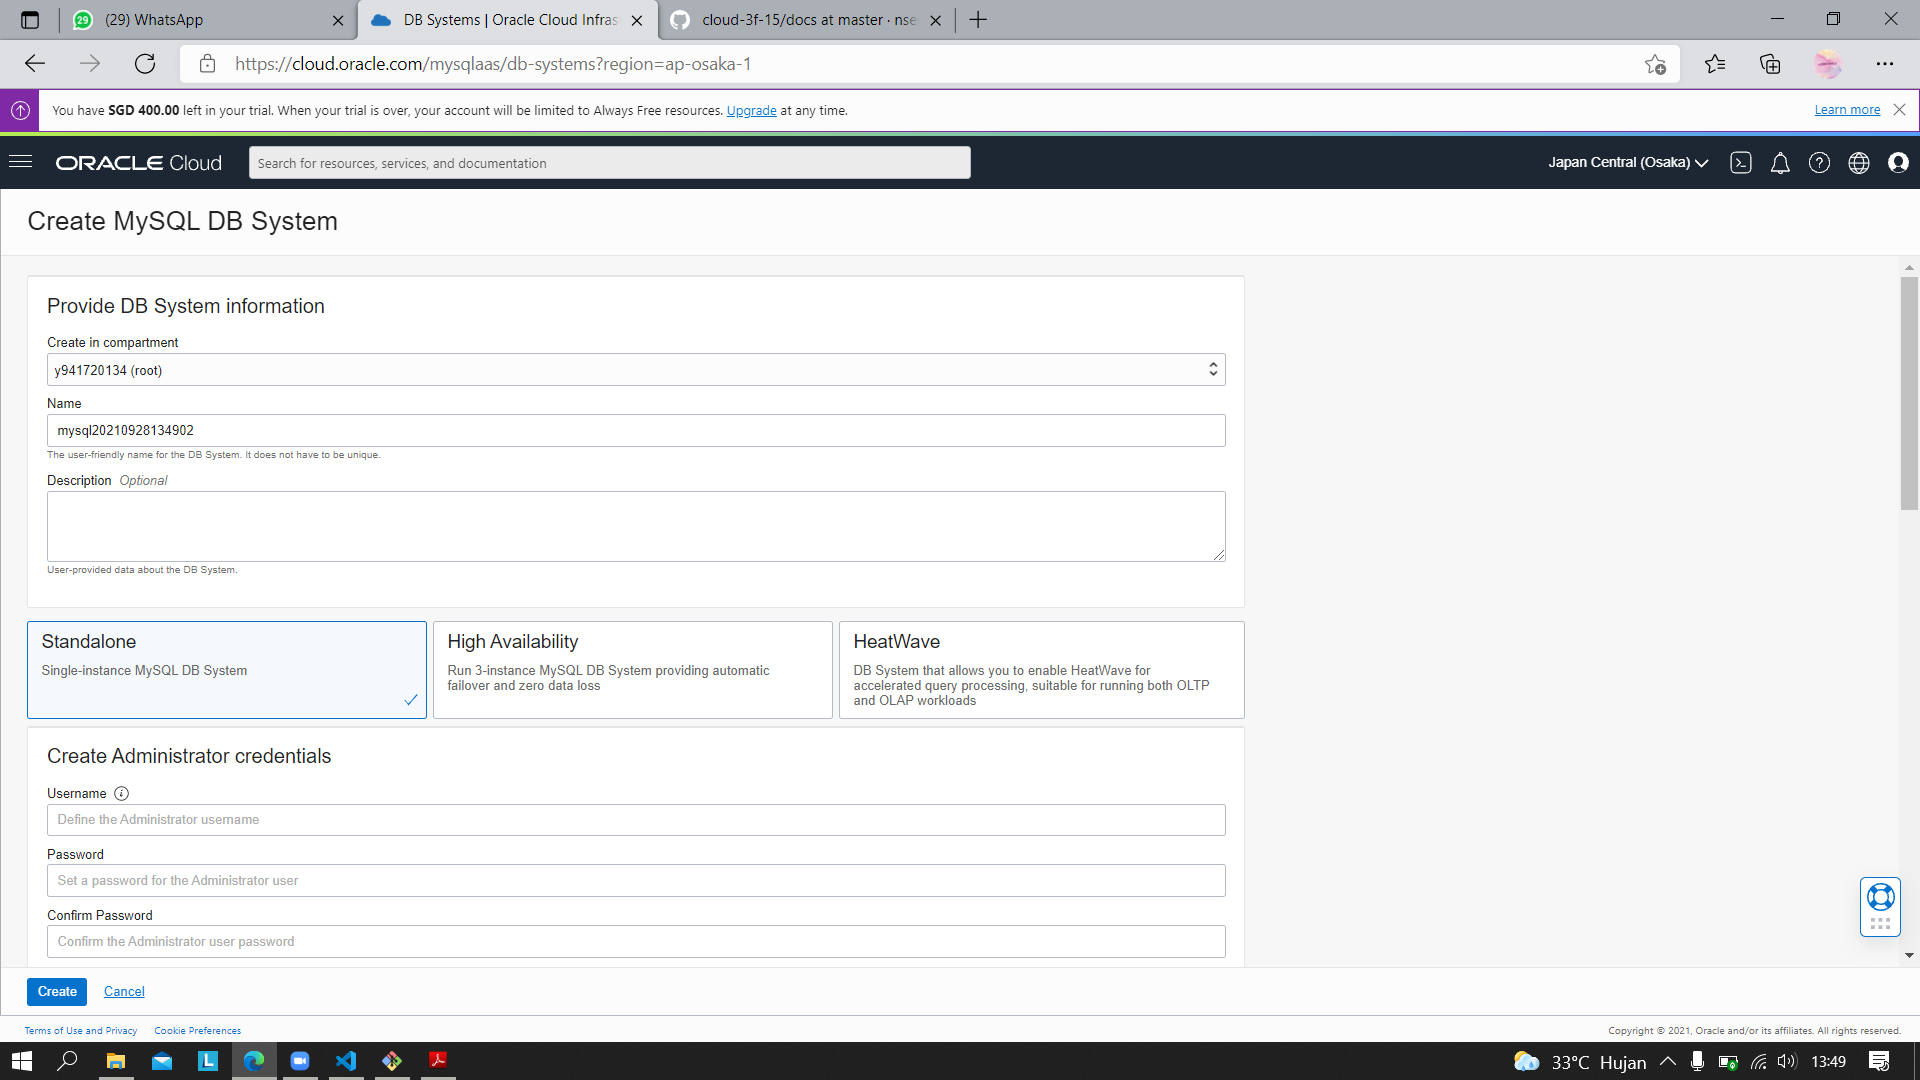 (29) WhatsApp
DB Systems | Oracle Cloud Infras
cloud-3f-15/docs at master · nse
https://cloud.oracle.com/mysqlaas/db-systems?region=ap-osaka-1
You have SGD 400.00 left in your trial. When your trial is over, your account will be limited to Always Free resources. Upgrade at any time.
Learn more
ORACLE Cloud
Search for resources, services, and documentation
Japan Central (Osaka)
Create MySQL DB System
Provide DB System information
Create in compartment
y941720134 (root)
Name
mysql20210928134902
The user-friendly name for the DB System. It does not have to be unique.
Description Optional
User-provided data about the DB System.
Standalone
Single-instance MySQL DB System
High Availability
Run 3-instance MySQL DB System providing automatic
failover and zero data loss
HeatWave
DB System that allows you to enable HeatWave for
accelerated query processing, suitable for running both OLTP
and OLAP workloads
Create Administrator credentials
Username
Define the Administrator username
Password
Set a password for the Administrator user
Confirm Password
Confirm the Administrator user password
Create
Cancel
Terms of Use and Privacy
Cookie Preferences
Copyright © 2021, Oracle and/or its affiliates. All rights reserved.
33°C Hujan
13:49